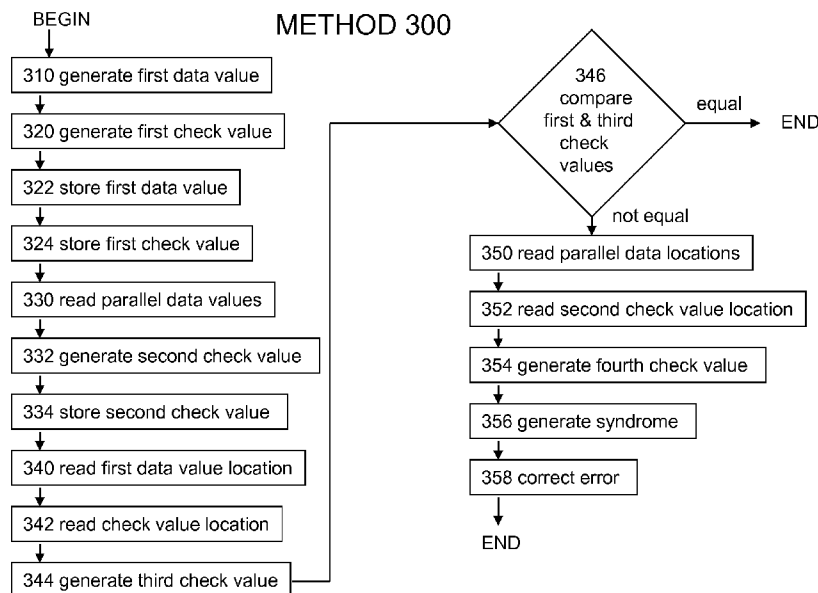 METHOD 300
BEGIN
310 generate first data value
320 generate first check value
322 store first data value
324 store first check value
330 read parallel data values
332 generate second check value
334 store second check value
340 read first data value location
342 read check value location
344 generate third check value
346
compare
first & third
check
values
equal
END
not equal
350 read parallel data locations
352 read second check value location
354 generate fourth check value
356 generate syndrome
358 correct error
END